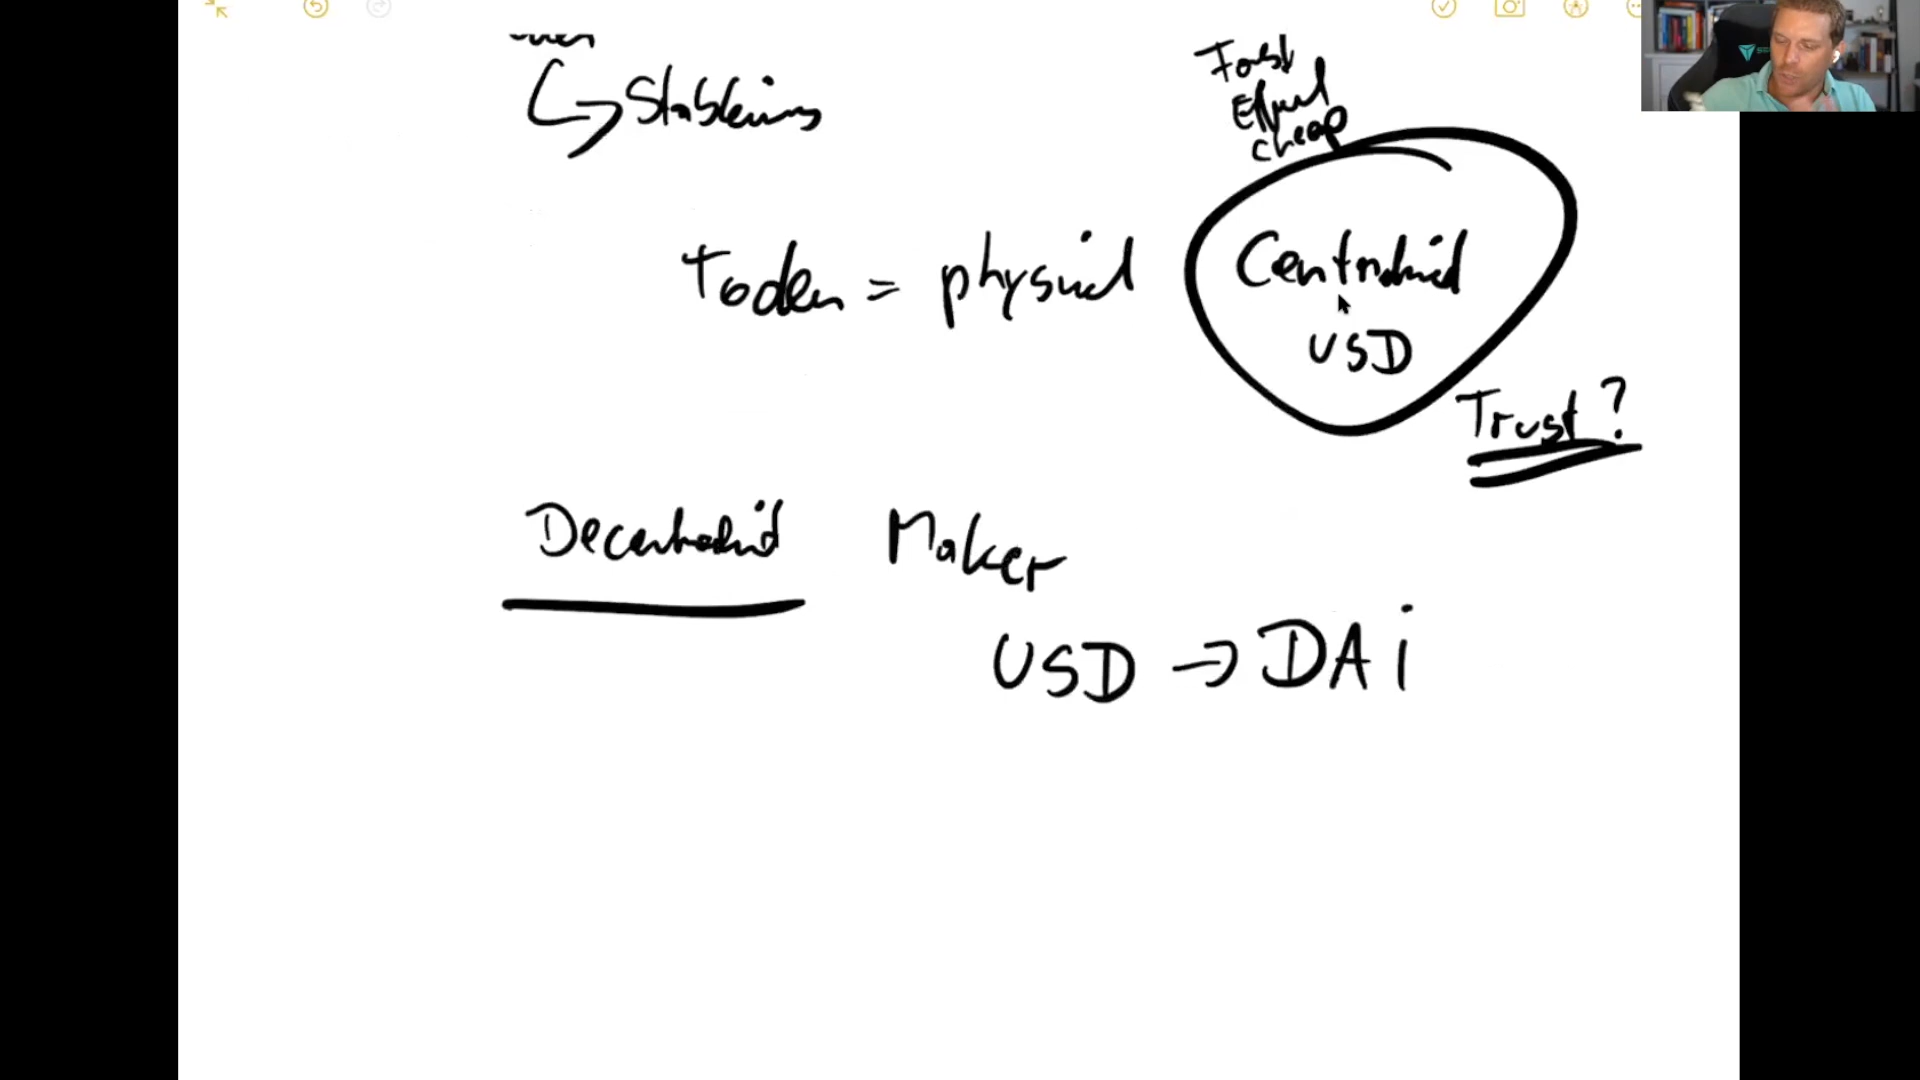 ↳ Stablecoins
Fast
Efficient
cheap
Token = physical
Centralized
USD
Trust?
Decentralized Maker
USD → DAi